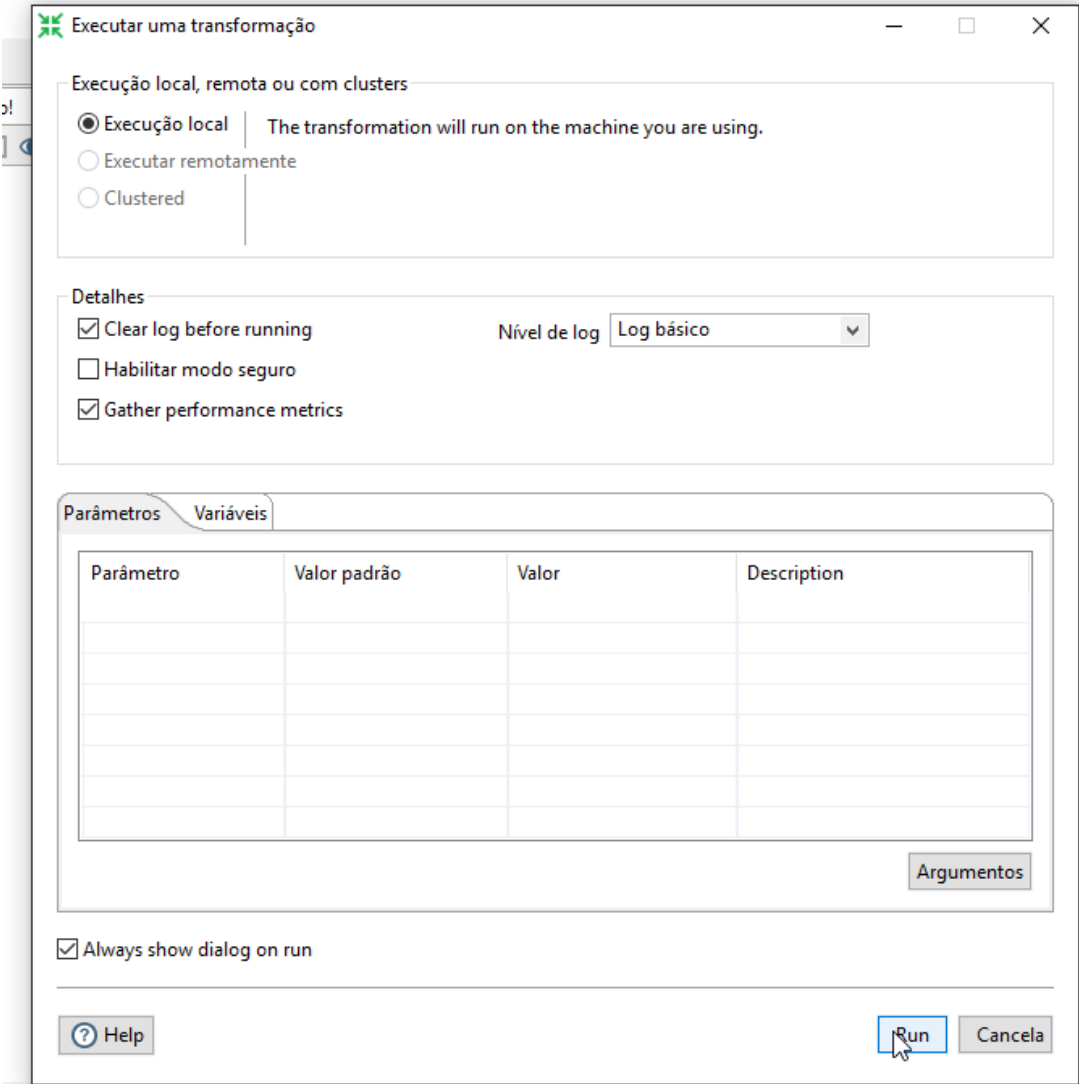 Executar uma transformação
Execução local, remota ou com clusters
o!
Execução local
The transformation will run on the machine you are using.
Executar remotamente
Clustered
Detalhes
Clear log before running
Nível de log
Log básico
Habilitar modo seguro
Gather performance metrics
Parâmetros
Variáveis
Parâmetro Valor padrão Valor Description
Argumentos
Always show dialog on run
Help
Run
Cancela